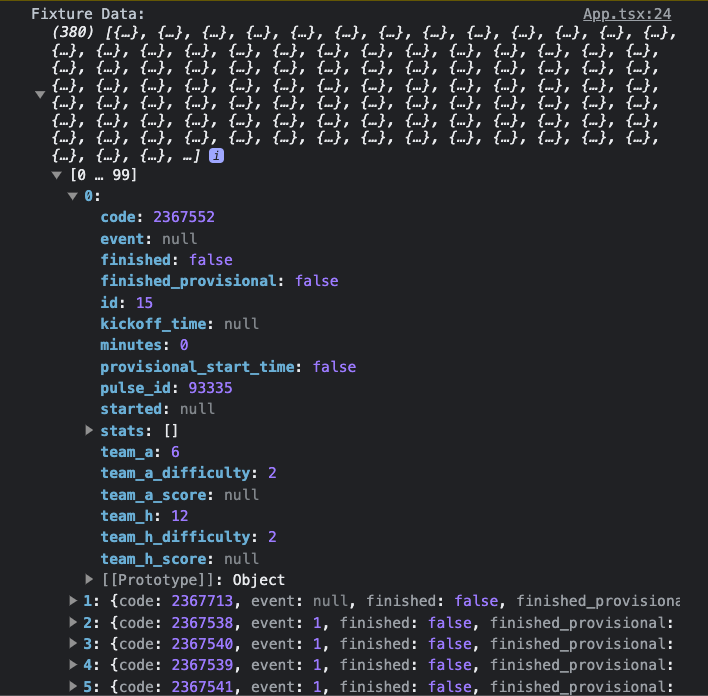 Fixture Data: App.tsx:24
(380) [{…}, {…}, {…}, {…}, {…}, {…}, {…}, {…}, {…}, {…}, {…}, {…}, {…},
{…}, {…}, {…}, {…}, {…}, {…}, {…}, {…}, {…}, {…}, {…}, {…}, {…}, {…},
{…}, {…}, {…}, {…}, {…}, {…}, {…}, {…}, {…}, {…}, {…}, {…}, {…}, {…},
{…}, {…}, {…}, {…}, {…}, {…}, {…}, {…}, {…}, {…}, {…}, {…}, {…}, {…},
{…}, {…}, {…}, {…}, {…}, {…}, {…}, {…}, {…}, {…}, {…}, {…}, {…}, {…},
{…}, {…}, {…}, {…}, {…}, {…}, {…}, {…}, {…}, {…}, {…}, {…}, {…}, {…},
{…}, {…}, {…}, {…}, {…}, {…}, {…}, {…}, {…}, {…}, {…}, {…}, {…}, {…},
{…}, {…}, {…}, …] i
[0 … 99]
0:
code: 2367552
event: null
finished: false
finished_provisional: false
id: 15
kickoff_time: null
minutes: 0
provisional_start_time: false
pulse_id: 93335
started: null
stats: []
team_a: 6
team_a_difficulty: 2
team_a_score: null
team_h: 12
team_h_difficulty: 2
team_h_score: null
[[Prototype]]: Object
1: {code: 2367713, event: null, finished: false, finished_provisiona
2: {code: 2367538, event: 1, finished: false, finished_provisional:
3: {code: 2367540, event: 1, finished: false, finished_provisional:
4: {code: 2367539, event: 1, finished: false, finished_provisional:
5: {code: 2367541, event: 1, finished: false, finished_provisional: